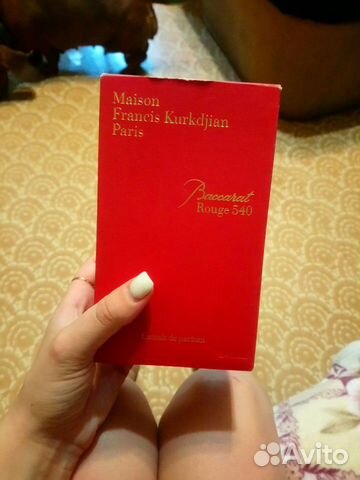 Maison
Francis Kurkdjian
Paris
Baccarat
Rouge 540
Extrait de parfum
Avito